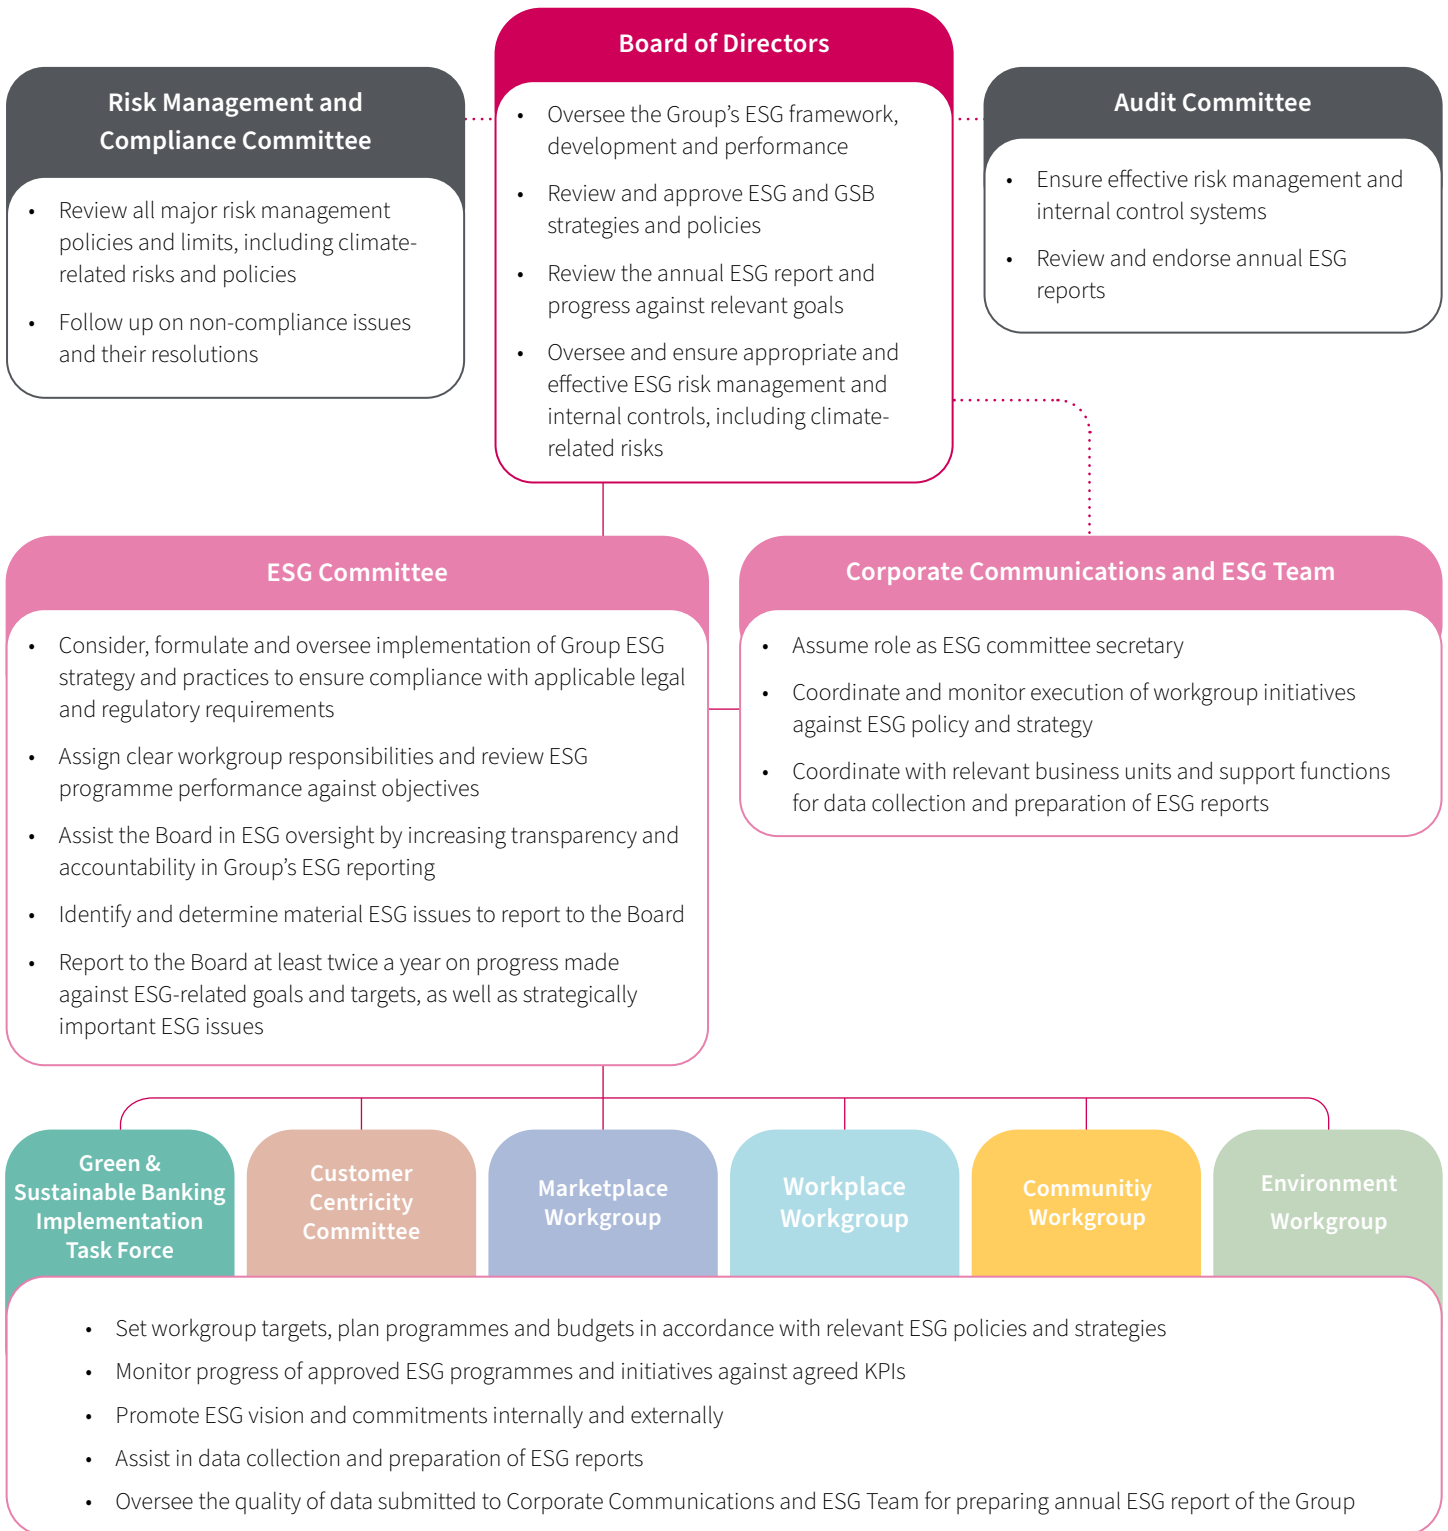 Board of Directors
• Oversee the Group’s ESG framework,
development and performance
• Review and approve ESG and GSB
strategies and policies
• Review the annual ESG report and
progress against relevant goals
• Oversee and ensure appropriate and
effective ESG risk management and
internal controls, including climate-
related risks
Risk Management and
Compliance Committee
• Review all major risk management
policies and limits, including climate-
related risks and policies
• Follow up on non-compliance issues
and their resolutions
Audit Committee
• Ensure effective risk management and
internal control systems
• Review and endorse annual ESG
reports
ESG Committee
• Consider, formulate and oversee implementation of Group ESG
strategy and practices to ensure compliance with applicable legal
and regulatory requirements
• Assign clear workgroup responsibilities and review ESG
programme performance against objectives
• Assist the Board in ESG oversight by increasing transparency and
accountability in Group’s ESG reporting
• Identify and determine material ESG issues to report to the Board
• Report to the Board at least twice a year on progress made
against ESG-related goals and targets, as well as strategically
important ESG issues
Corporate Communications and ESG Team
• Assume role as ESG committee secretary
• Coordinate and monitor execution of workgroup initiatives
against ESG policy and strategy
• Coordinate with relevant business units and support functions
for data collection and preparation of ESG reports
Green &
Sustainable Banking
Implementation
Task Force
Customer
Centricity
Committee
Marketplace
Workgroup
Workplace
Workgroup
Communitiy
Workgroup
Environment
Workgroup
• Set workgroup targets, plan programmes and budgets in accordance with relevant ESG policies and strategies
• Monitor progress of approved ESG programmes and initiatives against agreed KPIs
• Promote ESG vision and commitments internally and externally
• Assist in data collection and preparation of ESG reports
• Oversee the quality of data submitted to Corporate Communications and ESG Team for preparing annual ESG report of the Group